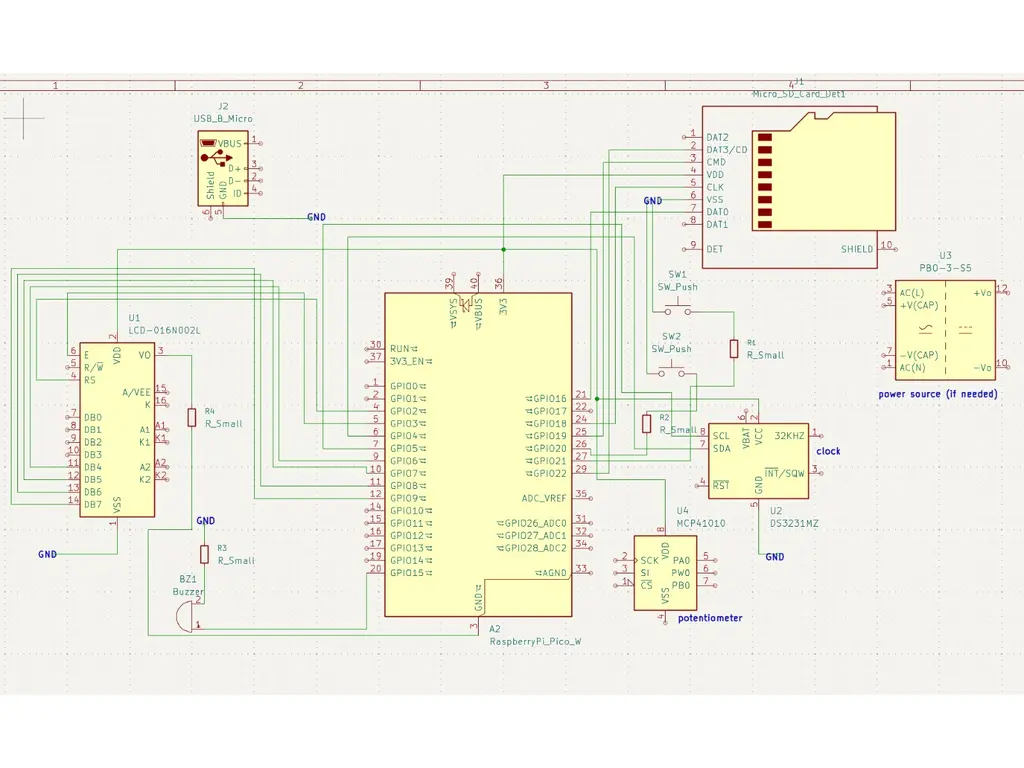 1 2 3 4
J1
Micro_SD_Card_Det1
1 DAT2
2 DAT3/CD
3 CMD
4 VDD
5 CLK
6 VSS
7 DAT0
8 DAT1
9 DET
SHIELD 10
GND
J2
USB_B_Micro
VBUS 1
D+ 3
D- 2
ID 4
Shield
GND
6 5
GND
U3
PBO-3-S5
3 AC(L)
5 +V(CAP)
7 -V(CAP)
1 AC(N)
+Vo 12
-Vo 10
power source (if needed)
SW1
SW_Push
SW2
SW_Push
R1
R_Small
R2
R_Small
U1
LCD-016N002L
2
VDD
6 E
5 R/W
4 RS
7 DB0
8 DB1
9 DB2
10 DB3
11 DB4
12 DB5
13 DB6
14 DB7
VO 3
A/VEE 15
K 16
A1 A1
K1 K1
A2 A2
K2 K2
VSS
1
GND
R4
R_Small
GND
R3
R_Small
BZ1
Buzzer
2
1
39 40 36
VSYS VBUS 3V3
30 RUN
37 3V3_EN
1 GPIO0
2 GPIO1
4 GPIO2
5 GPIO3
6 GPIO4
7 GPIO5
9 GPIO6
10 GPIO7
11 GPIO8
12 GPIO9
14 GPIO10
15 GPIO11
16 GPIO12
17 GPIO13
19 GPIO14
20 GPIO15
GPIO16 21
GPIO17 22
GPIO18 24
GPIO19 25
GPIO20 26
GPIO21 27
GPIO22 29
ADC_VREF 35
GPIO26_ADC0 31
GPIO27_ADC1 32
GPIO28_ADC2 34
AGND 33
GND
3
A2
RaspberryPi_Pico_W
6 2
VBAT VCC
8 SCL
7 SDA
4 RST
32KHZ 1
INT/SQW 3
GND
5
U2
DS3231MZ
clock
GND
U4
MCP41010
8
VDD
2 SCK
3 SI
1 CS
PA0 5
PW0 6
PB0 7
VSS
4
potentiometer